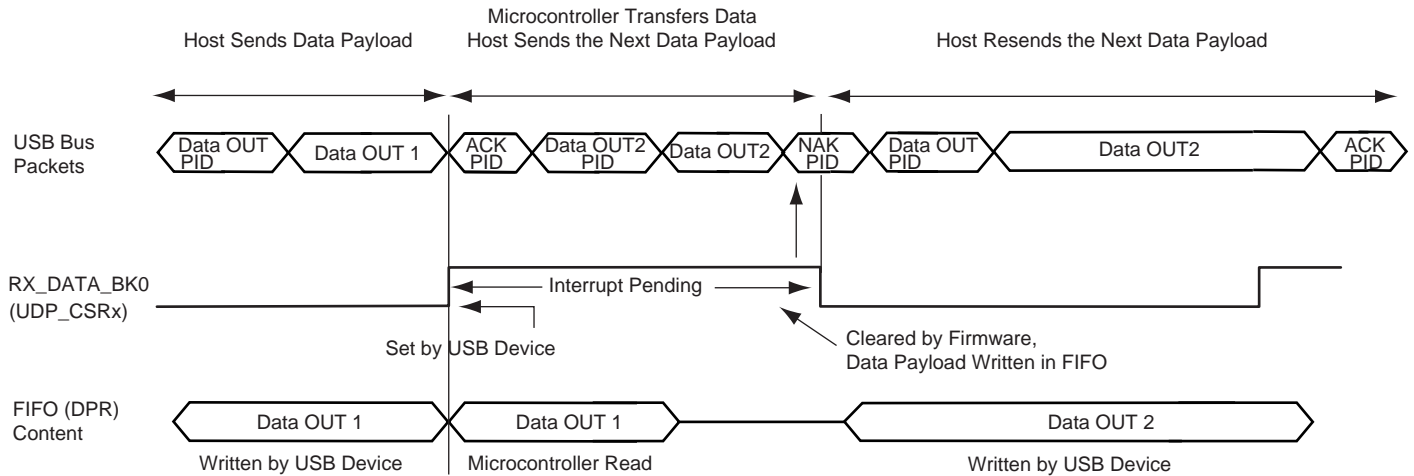 Microcontroller Transfers Data
Host Sends Data Payload
Host Sends the Next Data Payload
Host Resends the Next Data Payload
USB Bus
Packets
Data OUT
PID
Data OUT 1
ACK
PID
Data OUT2
PID
Data OUT2
NAK
PID
Data OUT
PID
Data OUT2
ACK
PID
RX_DATA_BK0
(UDP_CSRx)
Interrupt Pending
Set by USB Device
Cleared by Firmware,
Data Payload Written in FIFO
FIFO (DPR)
Content
Data OUT 1
Data OUT 1
Data OUT 2
Written by USB Device
Microcontroller Read
Written by USB Device